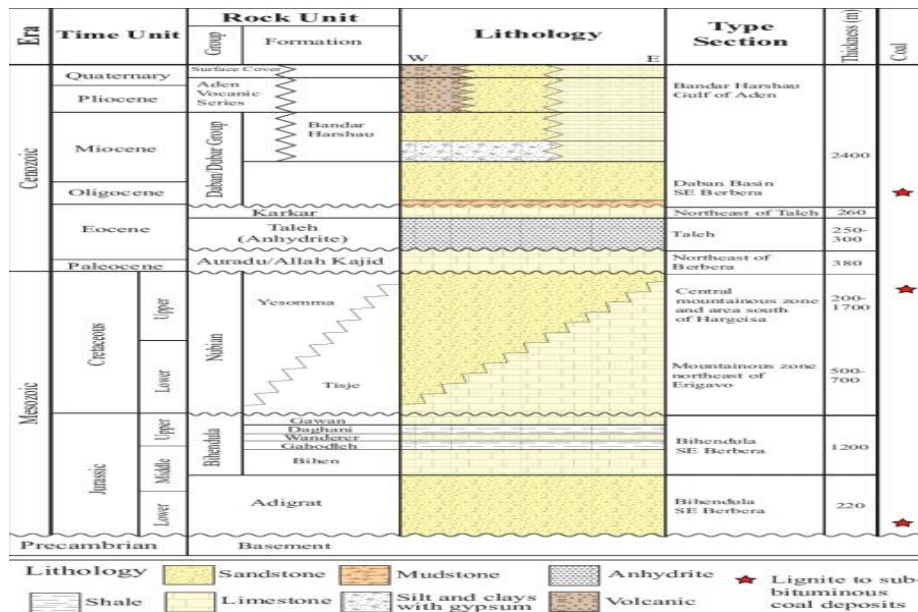 Era
Time Unit
Rock Unit
Group
Formation
Lithology
W
E
Type
Section
Thickness (m)
Coal
Cenozoic
Quaternary
Surface Cover
Pliocene
Aden
Vocanic
Series
Bandar Harshau
Gulf of Aden
Miocene
Daban Dubar Group
Bandar
Harshau
2400
Oligocene
Daban Basin
SE Berbera
Eocene
Karkar
Northeast of Taleh
260
Taleh
(Anhydrite)
Taleh
250-
300
Paleocene
Auradu/Allah Kajid
Northeast of
Berbera
380
Mesozoic
Cretaceous
Upper
Nubian
Yesomma
Central
mountainous zone
and area south
of Hargeisa
200-
1700
Lower
Tisje
Mountainous zone
northeast of
Erigavo
500-
700
Jurassic
Upper
Bihendula
Gawan
Daghani
Wanderer
Gahodleh
Middle
Bihen
Bihendula
SE Berbera
1200
Lower
Adigrat
Bihendula
SE Berbera
220
Precambrian
Basement
Lithology
Sandstone
Mudstone
Anhydrite
Lignite to sub-
bituminous
coal deposits
Shale
Limestone
Silt and clays
with gypsum
Volcanic